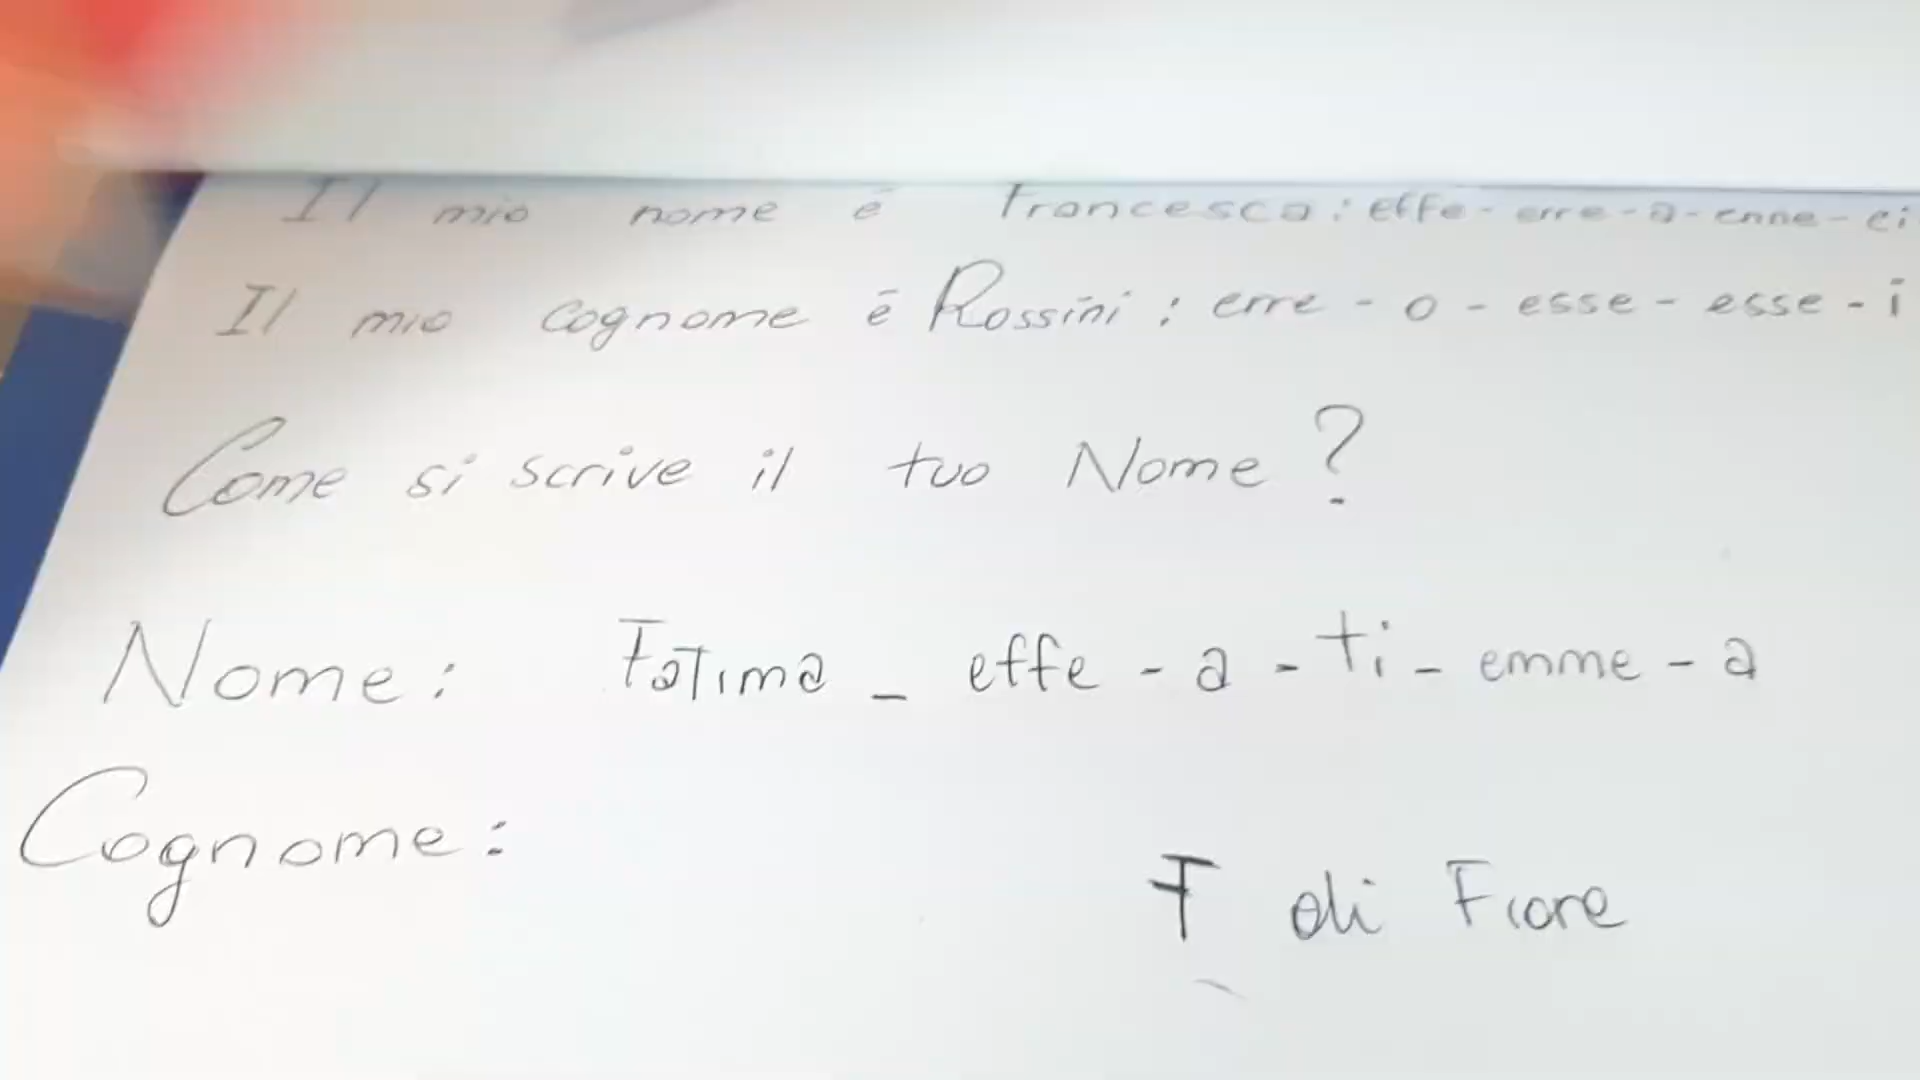 Il mio nome è Francesca: effe - erre - a - enne - ci
Il mio cognome è Rossini: erre - o - esse - esse - i
Come si scrive il tuo Nome?
Nome: Fatima _ effe - a - ti - emme - a
Cognome:
F di Fiore